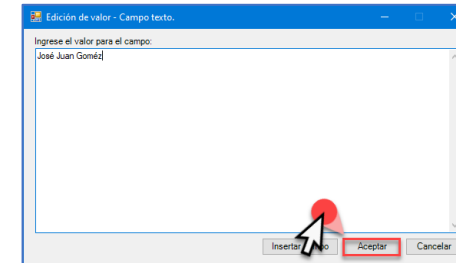 Edición de valor - Campo texto.
Ingrese el valor para el campo:
José Juan Goméz
Insertar
Aceptar
Cancelar